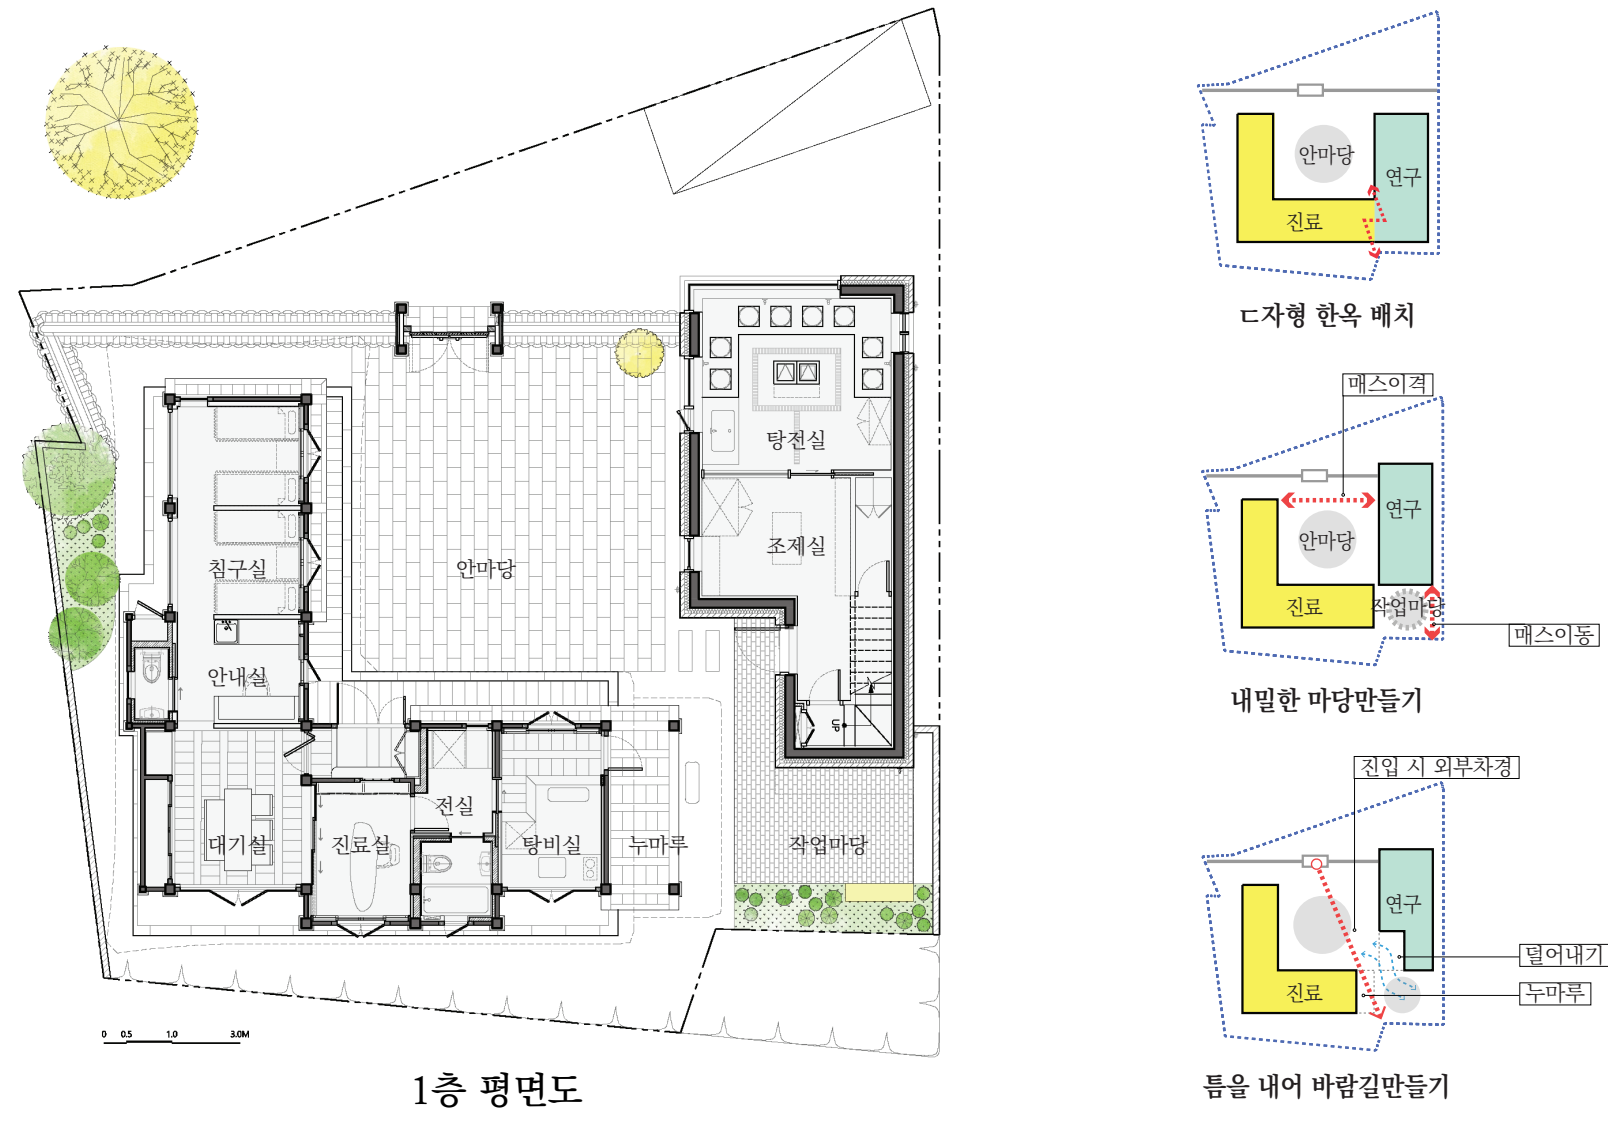 탕전실
조제실
침구실
안마당
안내실
UP
전실
대기실
진료실
탕비실
누마루
작업마당
0 0.5 1.0 3.0M
1층 평면도
안마당
연구
진료
ㄷ자형 한옥 배치
매스이격
연구
안마당
진료
작업마당
매스이동
내밀한 마당만들기
진입 시 외부차경
연구
덜어내기
진료
누마루
틈을 내어 바람길만들기